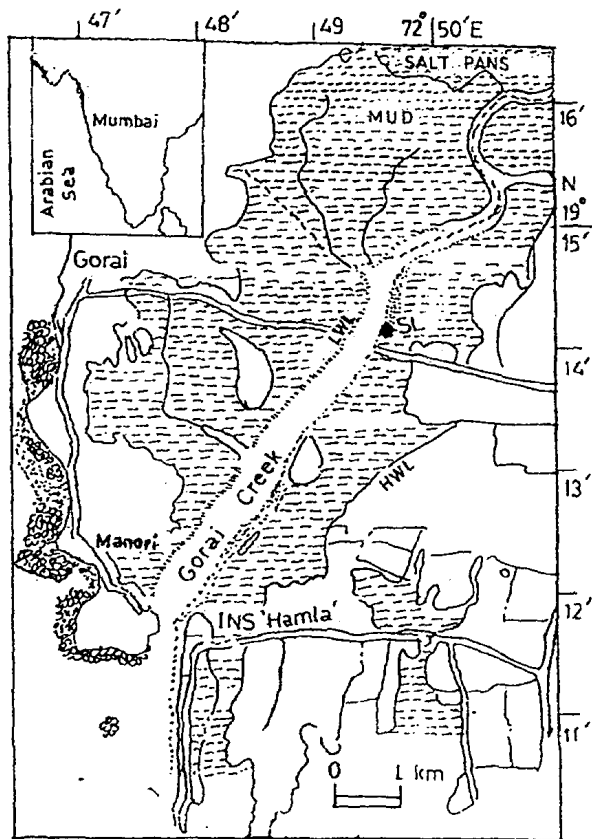 47' 48' 49 72° 50'E
SALT PANS
MUD
16'
Mumbai
Arabian
Sea
N
19°
15'
Gorai
LWL
SL
14'
Gorai Creek
HWL
13'
Manori
12'
INS 'Hamla'
11'
0 1 km